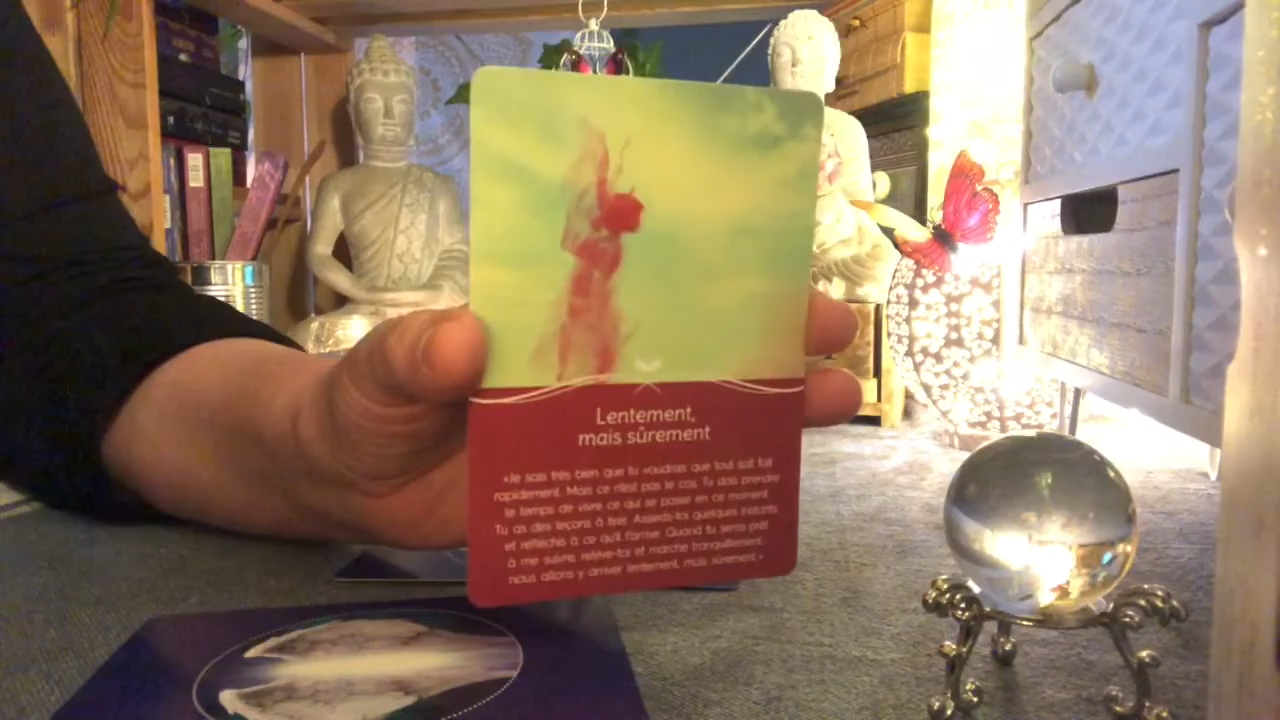 Lentement,
mais sûrement
«Je sais très bien que tu voudrais que tout soit fait
rapidement. Mais ce n'est pas le cas. Tu dois prendre
le temps de vivre ce qui se passe en ce moment.
Tu as des leçons à tirer. Assieds-toi quelques instants
et réfléchis à ce qu'il t'arrive. Quand tu seras prêt
à me suivre, relève-toi et marche tranquillement,
nous allons y arriver lentement, mais sûrement.»